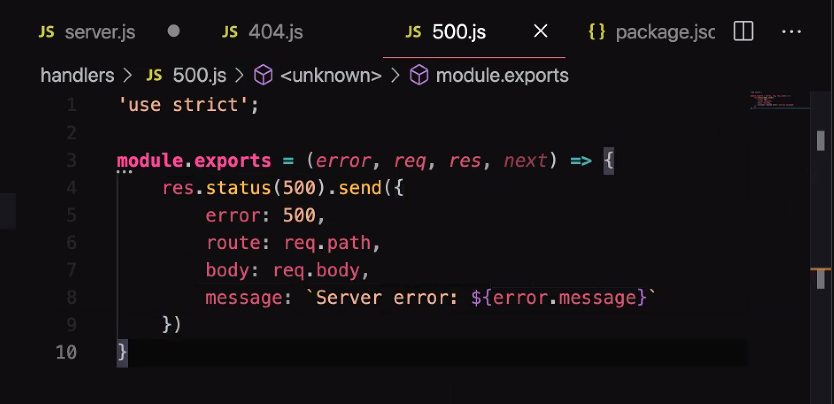 JS server.js JS 404.js JS 500.js {} package.jsc
handlers JS 500.js <unknown> module.exports
1 'use strict';
2
3 module.exports = (error, req, res, next) => {
4 res.status(500).send({
5 error: 500,
6 route: req.path,
7 body: req.body,
8 message: `Server error: ${error.message}`
9 })
10 }